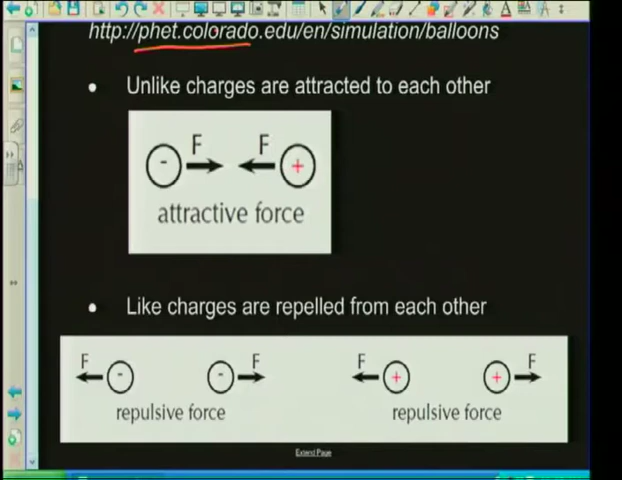 http://phet.colorado.edu/en/simulation/balloons
• Unlike charges are attracted to each other
F F
- +
attractive force
• Like charges are repelled from each other
F F F F
- - + +
repulsive force repulsive force
Extend Page